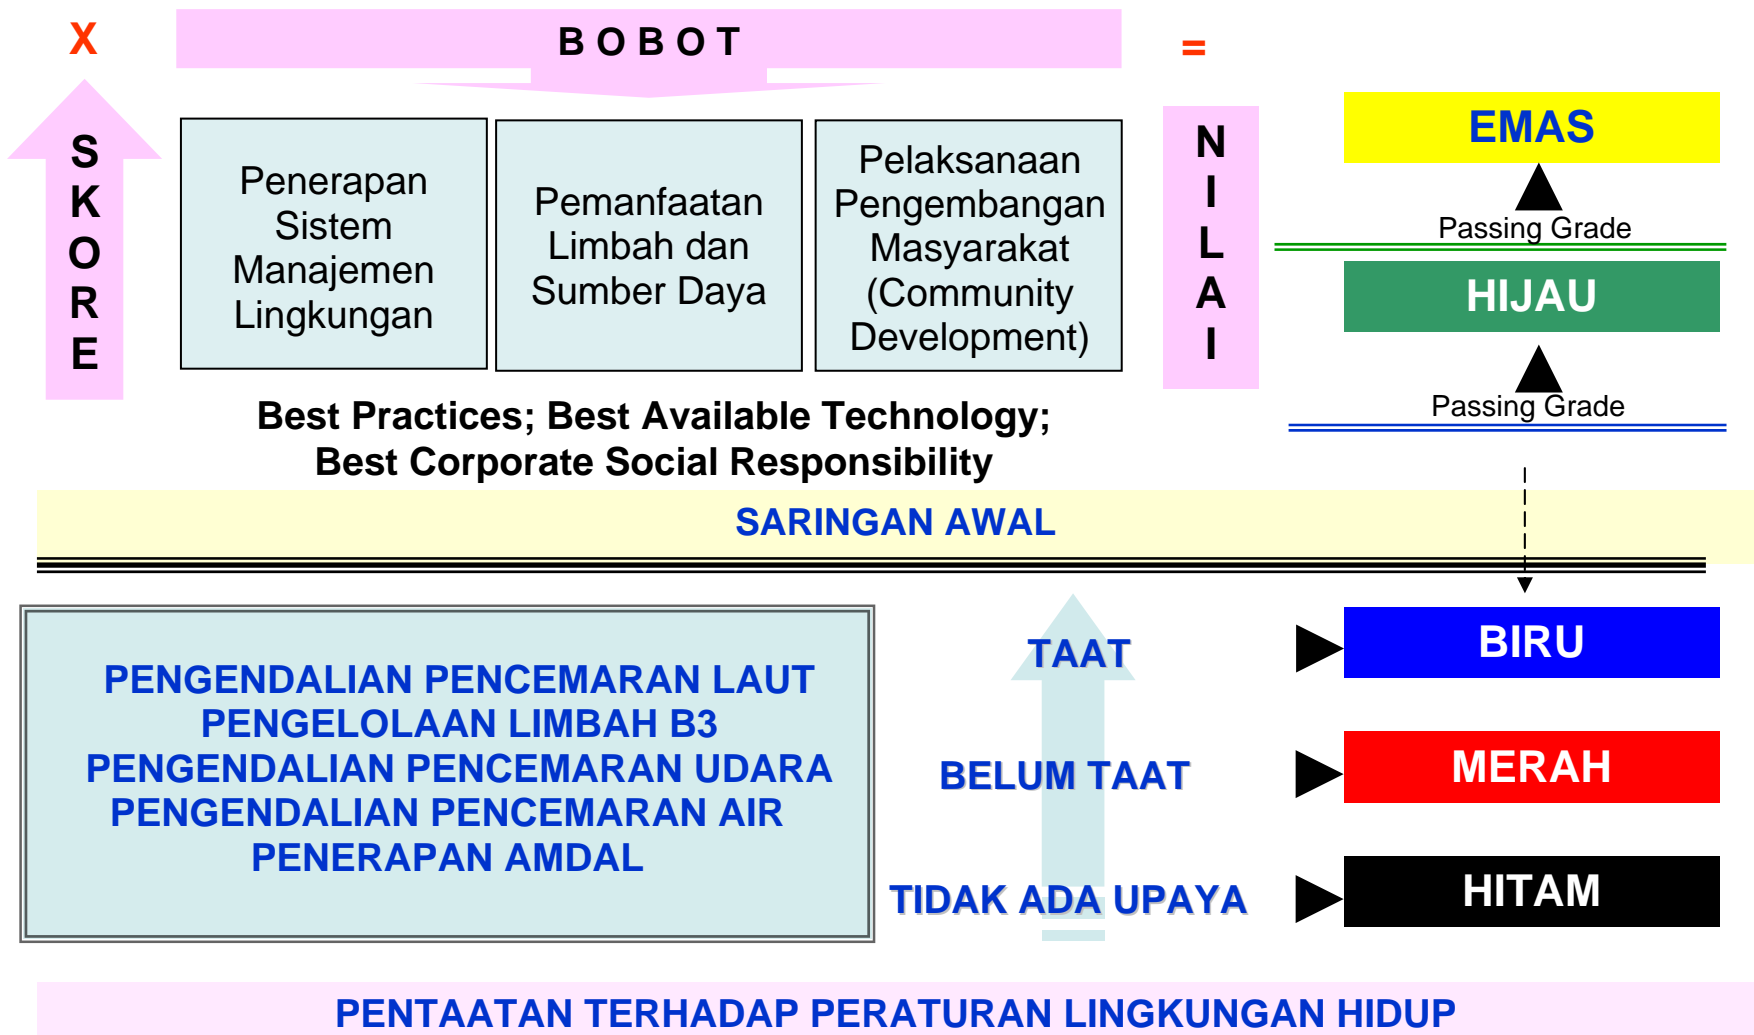 X
B O B O T
=
S
K
O
R
E
Penerapan
Sistem
Manajemen
Lingkungan
Pemanfaatan
Limbah dan
Sumber Daya
Pelaksanaan
Pengembangan
Masyarakat
(Community
Development)
N
I
L
A
I
EMAS
Passing Grade
HIJAU
Passing Grade
Best Practices; Best Available Technology;
Best Corporate Social Responsibility
SARINGAN AWAL
PENGENDALIAN PENCEMARAN LAUT
PENGELOLAAN LIMBAH B3
PENGENDALIAN PENCEMARAN UDARA
PENGENDALIAN PENCEMARAN AIR
PENERAPAN AMDAL
TAAT
BIRU
BELUM TAAT
MERAH
TIDAK ADA UPAYA
HITAM
PENTAATAN TERHADAP PERATURAN LINGKUNGAN HIDUP